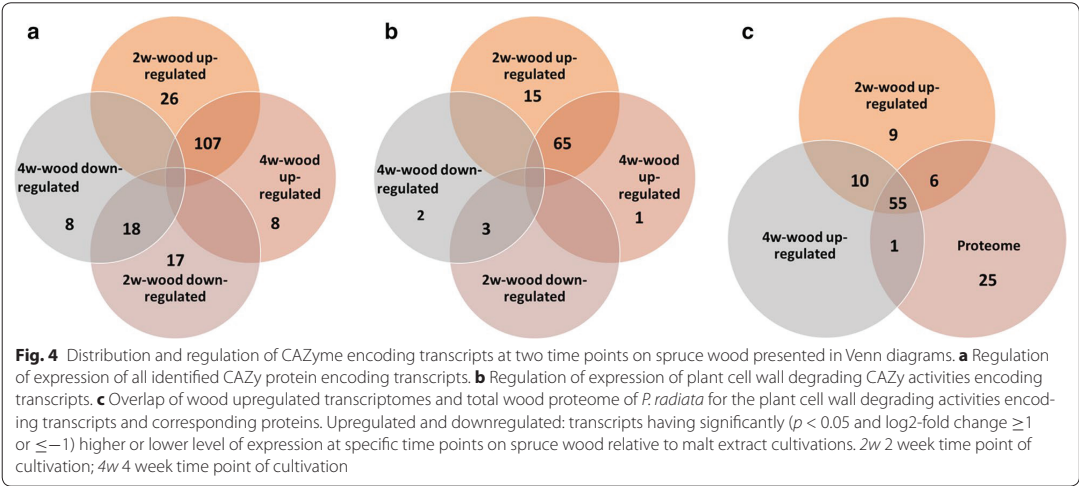 a
2w-wood up-
regulated
26
107
4w-wood down-
regulated
8
18
4w-wood
up-
regulated
8
17
2w-wood down-
regulated
b
2w-wood up-
regulated
15
65
4w-wood down-
regulated
2
3
4w-wood
up-
regulated
1
2w-wood down-
regulated
c
2w-wood up-
regulated
9
10
6
55
4w-wood up-
regulated
1
Proteome
25
Fig. 4 Distribution and regulation of CAZyme encoding transcripts at two time points on spruce wood presented in Venn diagrams. a Regulation
of expression of all identified CAZy protein encoding transcripts. b Regulation of expression of plant cell wall degrading CAZy activities encoding
transcripts. c Overlap of wood upregulated transcriptomes and total wood proteome of P. radiata for the plant cell wall degrading activities encod-
ing transcripts and corresponding proteins. Upregulated and downregulated: transcripts having significantly (p < 0.05 and log2-fold change ≥1
or ≤−1) higher or lower level of expression at specific time points on spruce wood relative to malt extract cultivations. 2w 2 week time point of
cultivation; 4w 4 week time point of cultivation